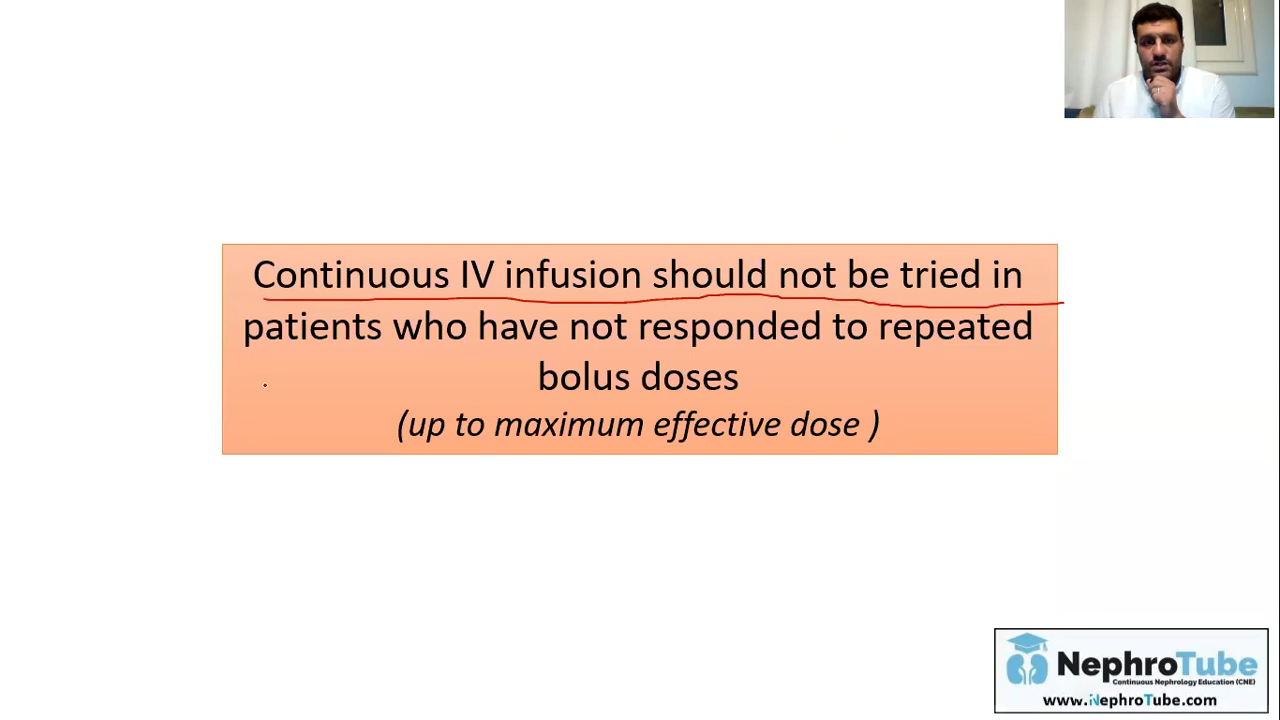 Continuous IV infusion should not be tried in
patients who have not responded to repeated
bolus doses
(up to maximum effective dose )
NephroTube
Continuous Nephrology Education (CNE)
www.NephroTube.com